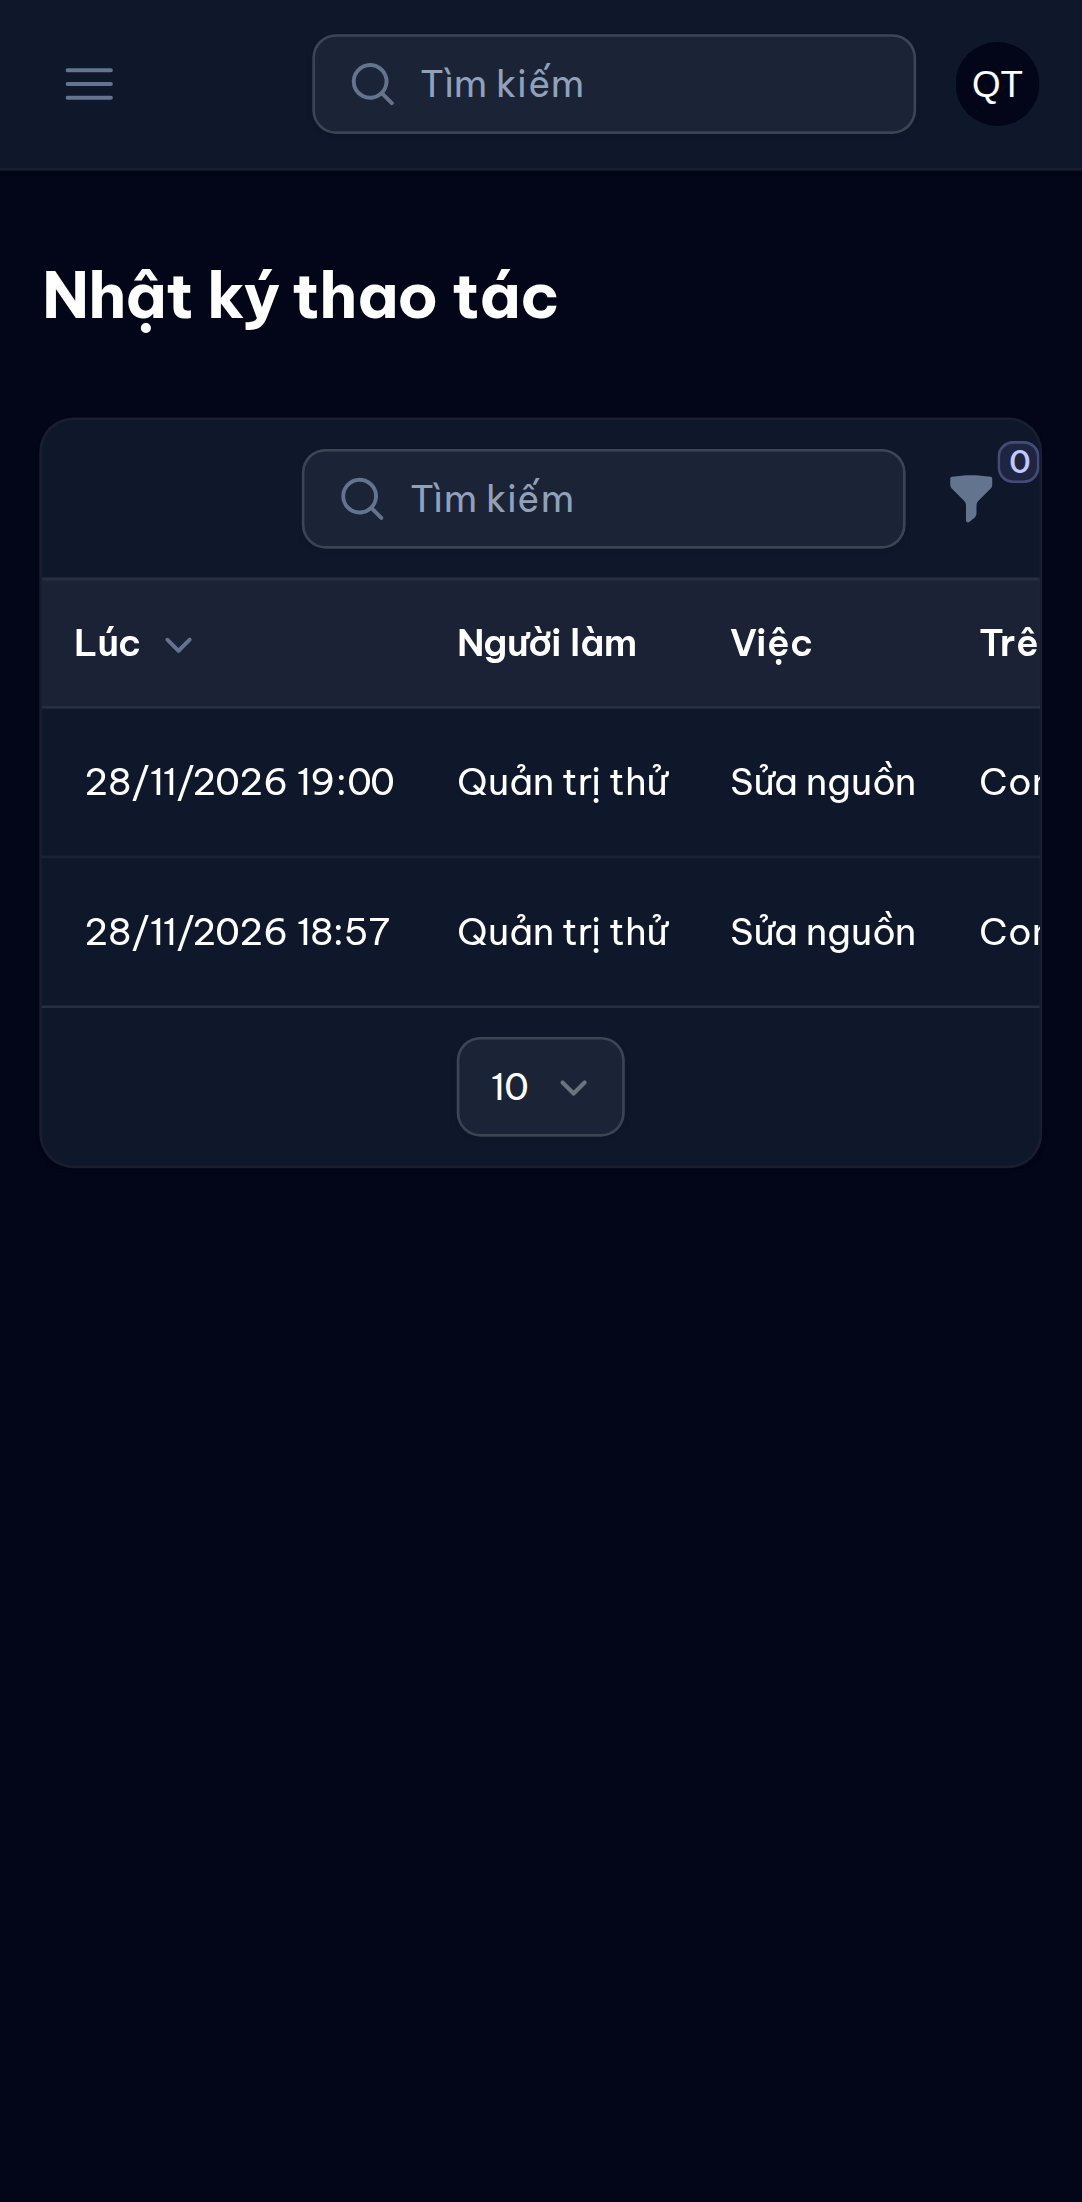 Tìm kiếm QT
Nhật ký thao tác
Tìm kiếm 0
Lúc Người làm Việc Trê
28/11/2026 19:00 Quản trị thử Sửa nguồn
28/11/2026 18:57 Quản trị thử Sửa nguồn
10